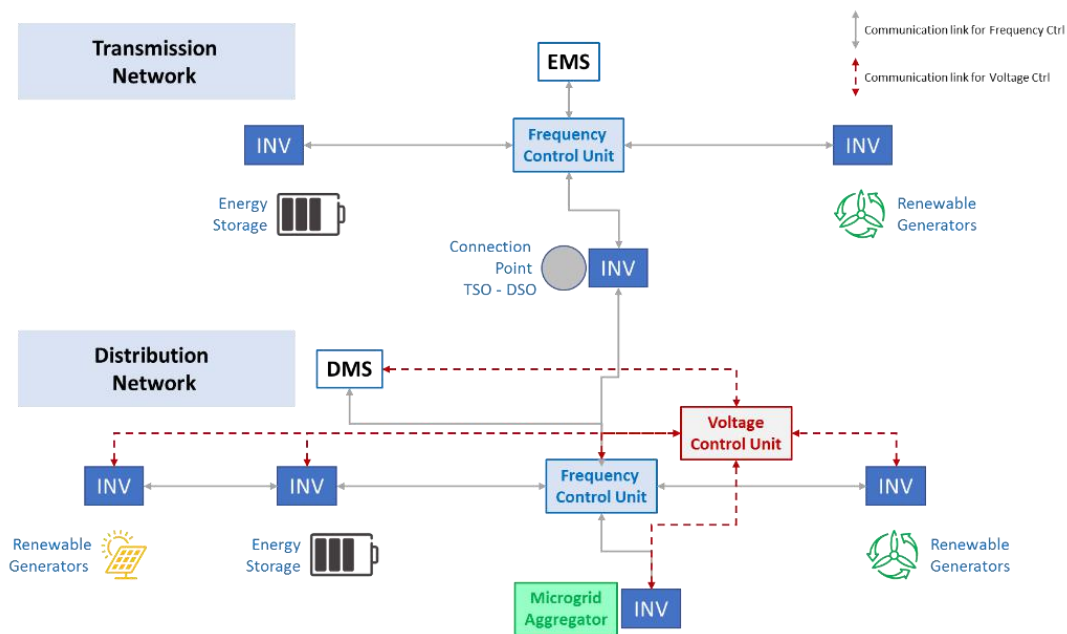 Transmission
Network
EMS
Communication link for Frequency Ctrl
Communication link for Voltage Ctrl
INV
Frequency
Control Unit
INV
Energy
Storage
Renewable
Generators
Connection
Point
TSO - DSO
INV
Distribution
Network
DMS
Voltage
Control Unit
INV
INV
Frequency
Control Unit
INV
Renewable
Generators
Energy
Storage
Renewable
Generators
Microgrid
Aggregator
INV